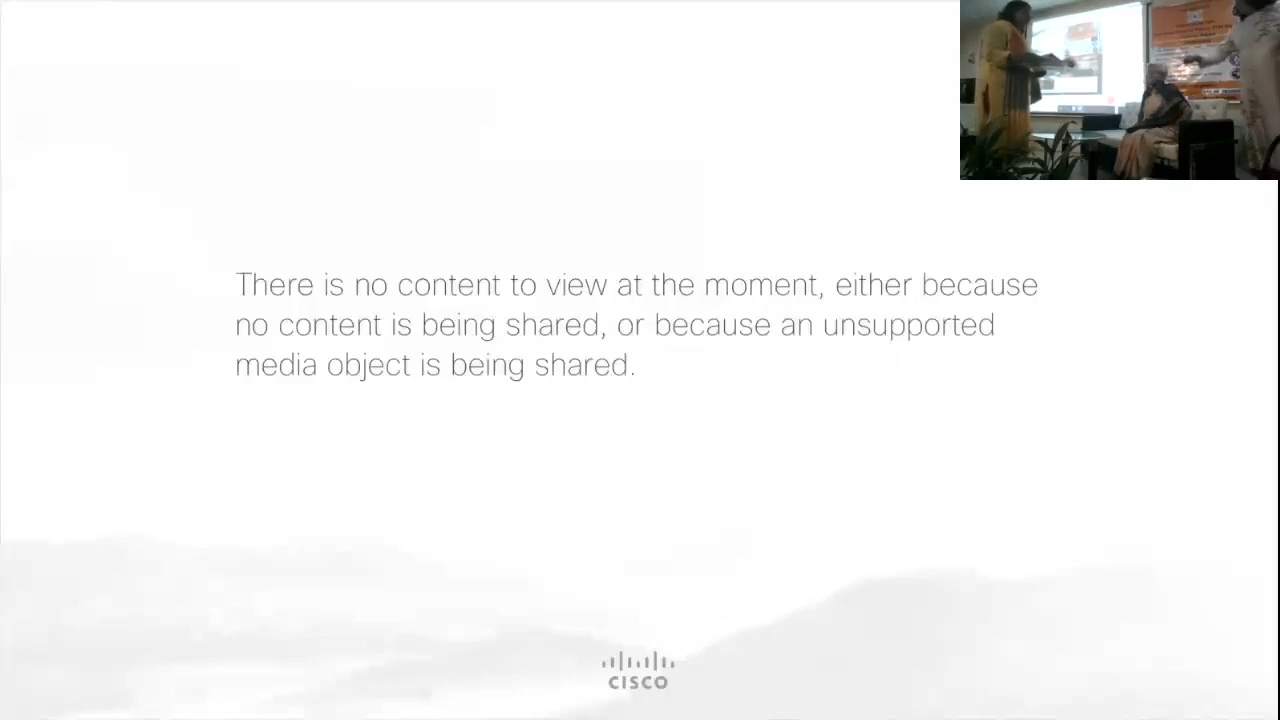 There is no content to view at the moment, either because
no content is being shared, or because an unsupported
media object is being shared.
CISCO